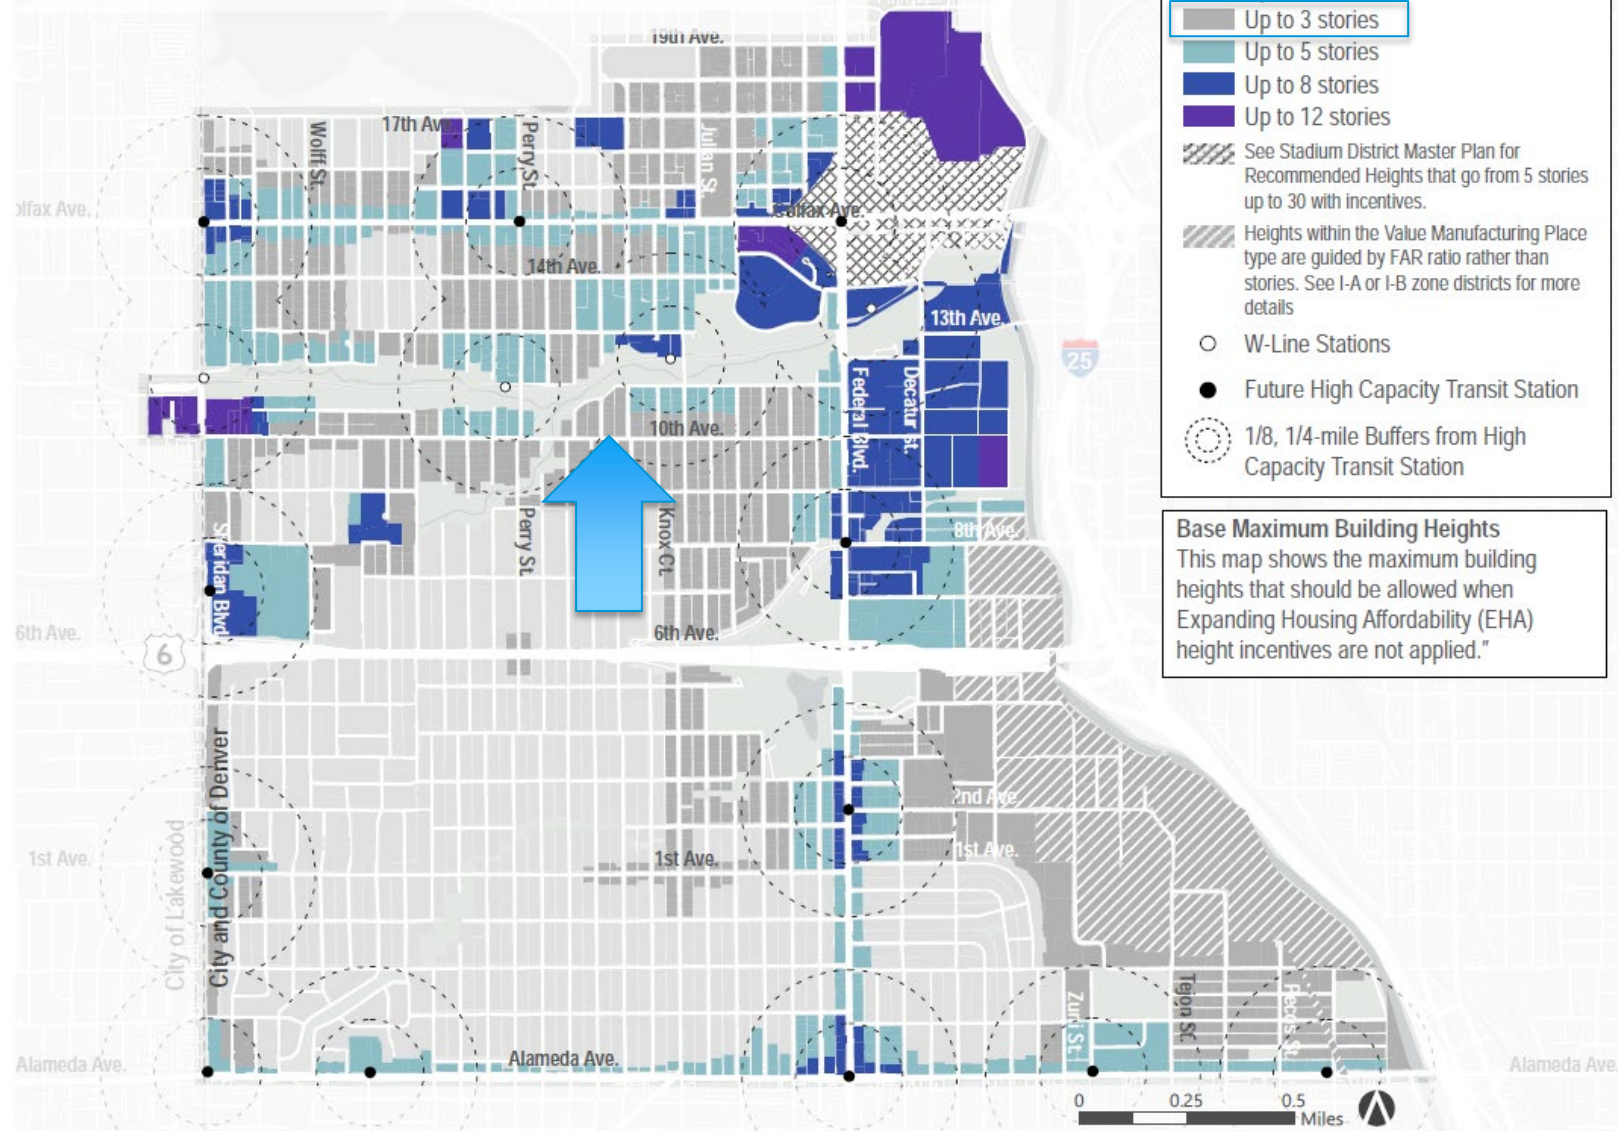 Up to 3 stories
Up to 5 stories
Up to 8 stories
Up to 12 stories
See Stadium District Master Plan for
Recommended Heights that go from 5 stories
up to 30 with incentives.
Heights within the Value Manufacturing Place
type are guided by FAR ratio rather than
stories. See I-A or I-B zone districts for more
details
W-Line Stations
Future High Capacity Transit Station
1/8, 1/4-mile Buffers from High
Capacity Transit Station
Base Maximum Building Heights
This map shows the maximum building
heights that should be allowed when
Expanding Housing Affordability (EHA)
height incentives are not applied.”
19th Ave.
17th Ave
Wolff St.
Perry St.
Julian St.
olfax Ave.
Colfax Ave.
14th Ave.
13th Ave.
25
Federal Blvd.
Decatur St.
10th Ave.
Perry St.
Knox Ct.
8th Ave.
Sheridan Blvd.
6th Ave.
6
6th Ave.
City of Lakewood
City and County of Denver
2nd Ave.
1st Ave.
1st Ave.
1st Ave.
Zuni St.
Tejon St.
Pecos St.
Alameda Ave.
Alameda Ave.
Alameda Ave
0 0.25 0.5
Miles